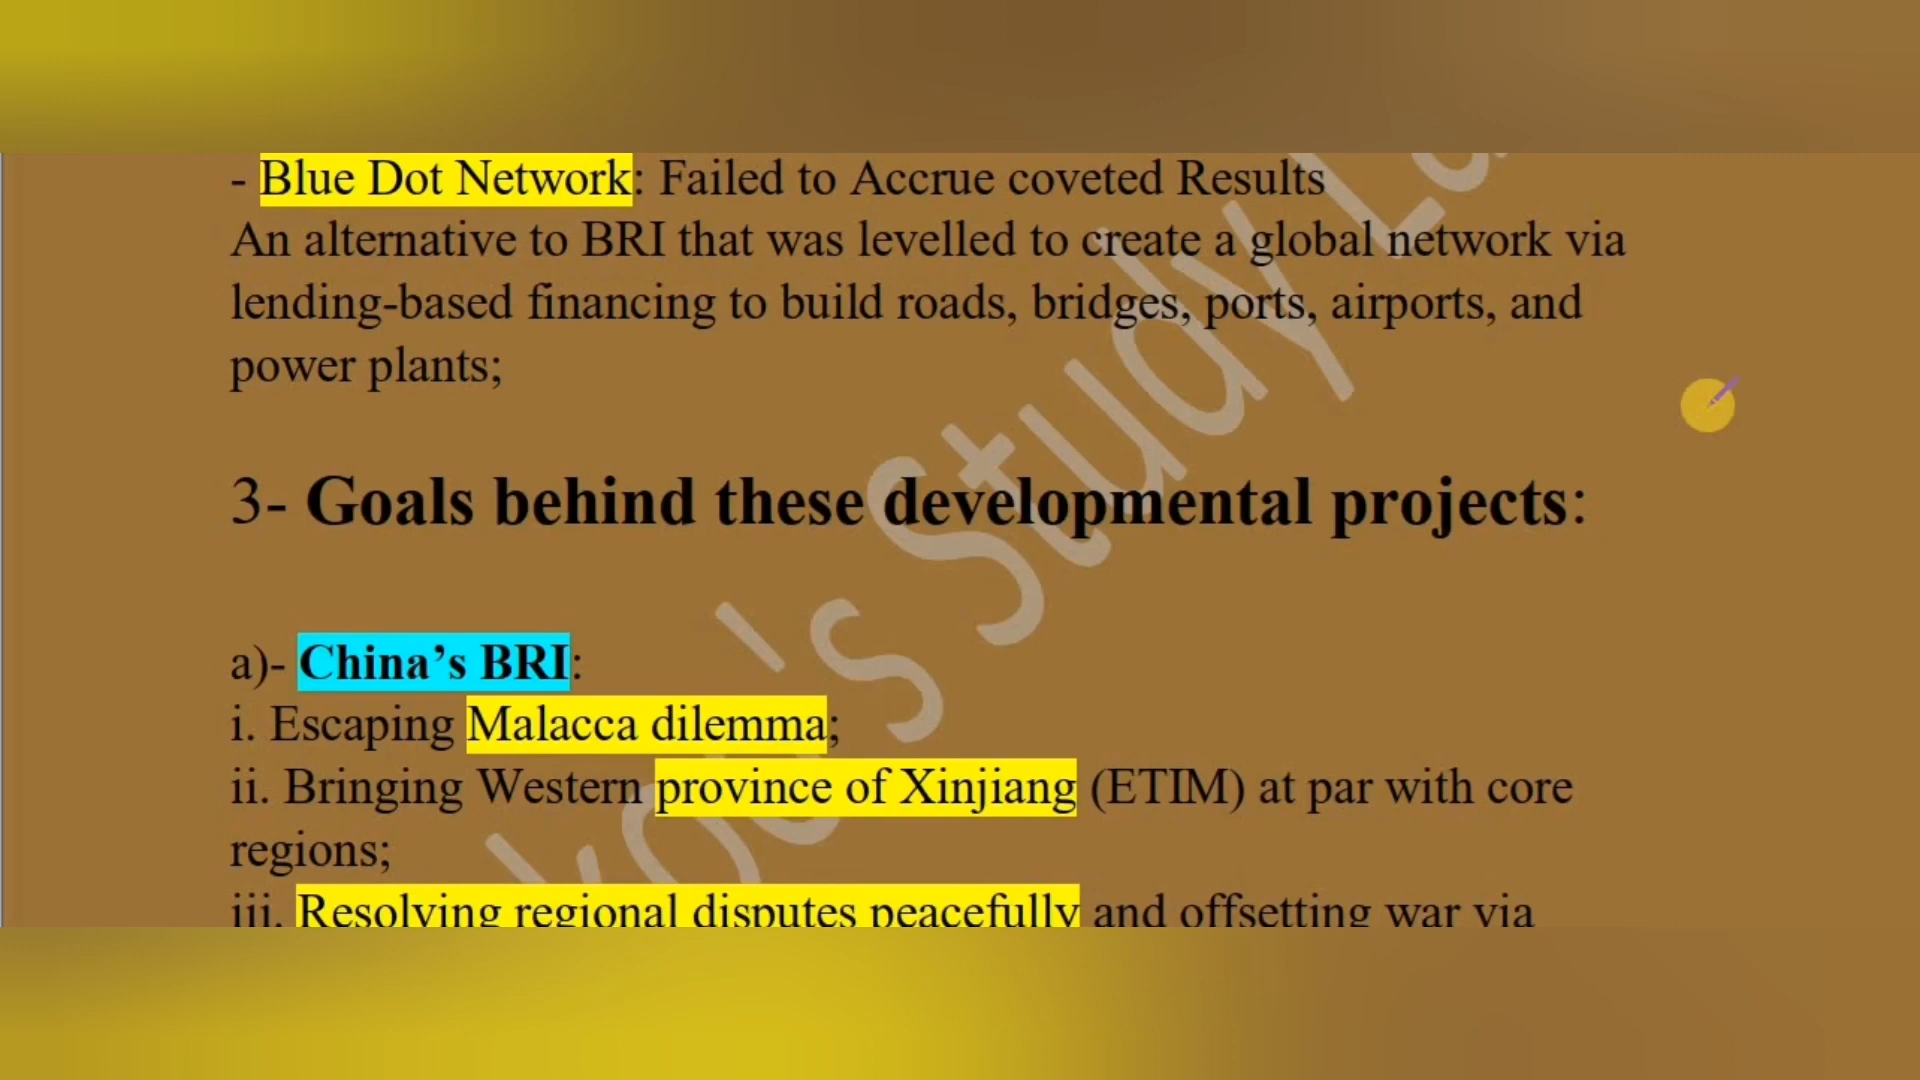 - Blue Dot Network: Failed to Accrue coveted Results
An alternative to BRI that was levelled to create a global network via
lending-based financing to build roads, bridges, ports, airports, and
power plants;
3- Goals behind these developmental projects:
a)- China’s BRI:
i. Escaping Malacca dilemma;
ii. Bringing Western province of Xinjiang (ETIM) at par with core
regions;
iii. Resolving regional disputes peacefully and offsetting war via
Study